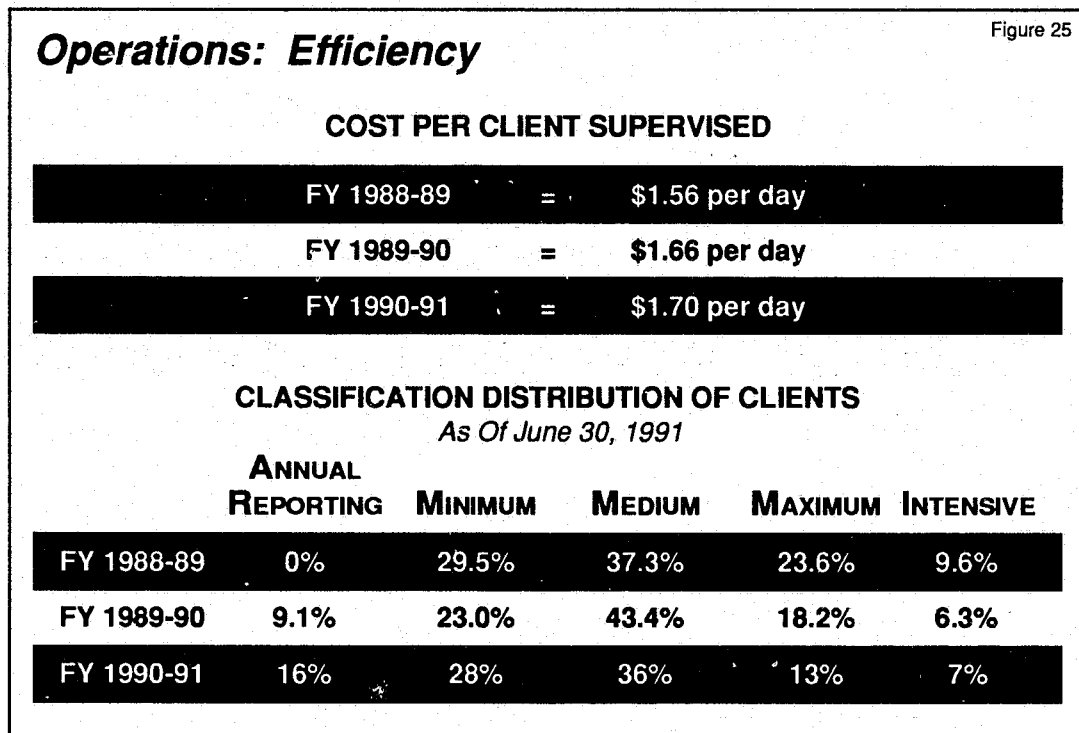 Figure 25
Operations: Efficiency
COST PER CLIENT SUPERVISED
FY 1988-89 = $1.56 per day
FY 1989-90 = $1.66 per day
FY 1990-91 = $1.70 per day
CLASSIFICATION DISTRIBUTION OF CLIENTS
As Of June 30, 1991
ANNUAL
REPORTING MINIMUM MEDIUM MAXIMUM INTENSIVE
FY 1988-89 0% 29.5% 37.3% 23.6% 9.6%
FY 1989-90 9.1% 23.0% 43.4% 18.2% 6.3%
FY 1990-91 16% 28% 36% 13% 7%